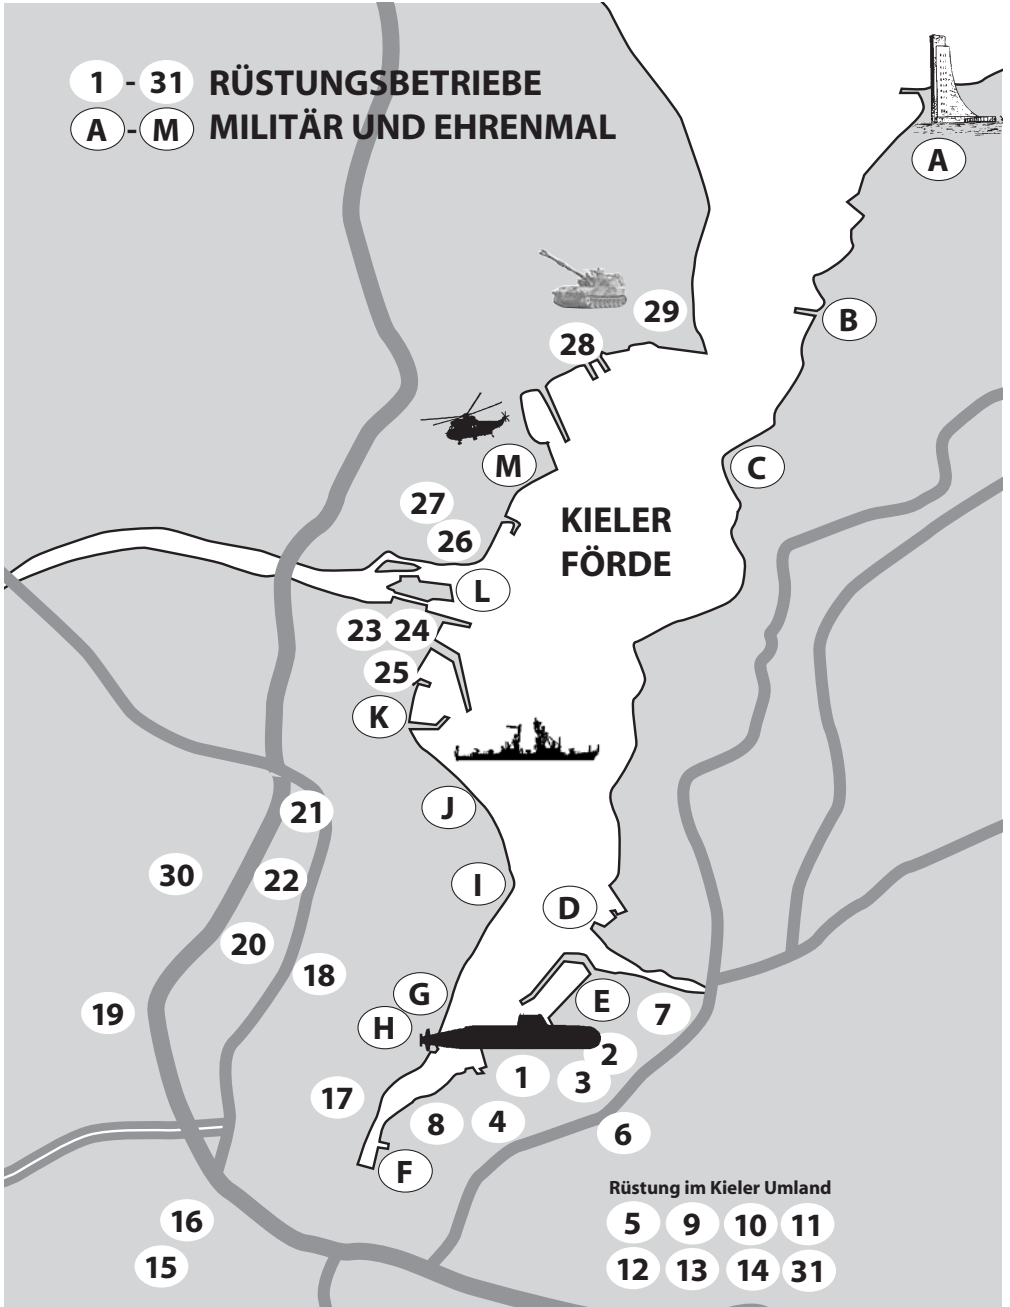 1 - 31 RÜSTUNGSBETRIEBE
A - M MILITÄR UND EHRENMAL
A
29
B
28
M
C
27
KIELER
26
FÖRDE
L
23 24
25
K
J
21
30
22
I
D
20
18
G
E
19
H
7
2
1
3
17
8
4
6
F
Rüstung im Kieler Umland
16
5 9 10 11
15
12 13 14 31